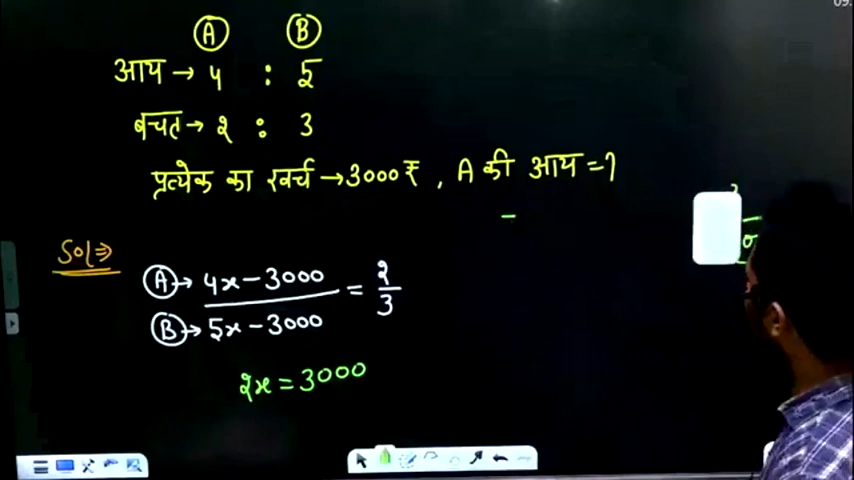 A B
आय → 4 : 5
बचत → 2 : 3
प्रत्येक का खर्च → 3000 ₹, A की आय = ?
Sol ⇒
A → 4x - 3000
B → 5x - 3000 = 2/3
2x = 3000